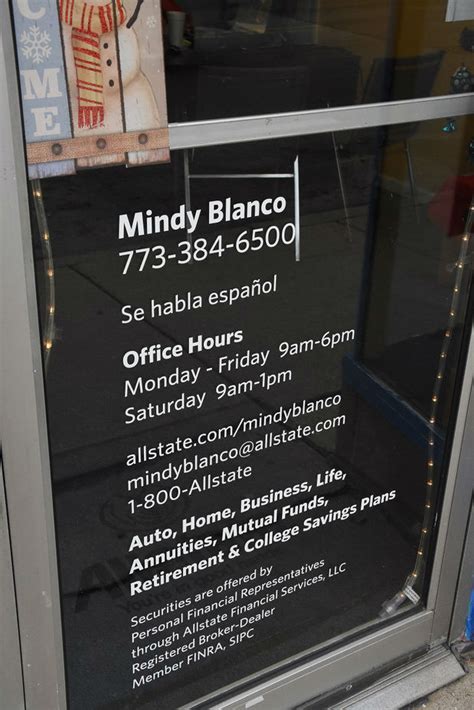 COME
Mindy Blanco
773-384-6500
Se habla español
Office Hours
Monday - Friday 9am-6pm
Saturday 9am-1pm
allstate.com/mindyblanco
mindyblanco@allstate.com
1-800-Allstate
Auto, Home, Business, Life,
Annuities, Mutual Funds,
Retirement & College Savings Plans
Securities are offered by
Personal Financial Representatives
through Allstate Financial Services, LLC
Registered Broker-Dealer
Member FINRA, SIPC